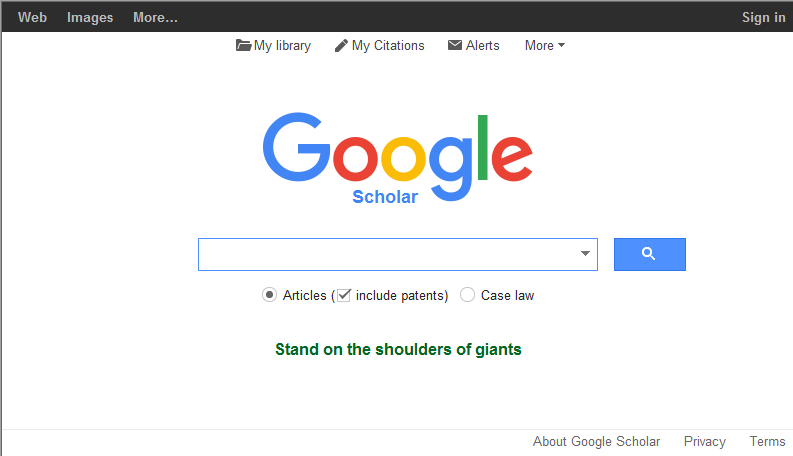 Web Images More... Sign in
My library My Citations Alerts More
Google
Scholar
Articles (include patents) Case law
Stand on the shoulders of giants
About Google Scholar Privacy Terms